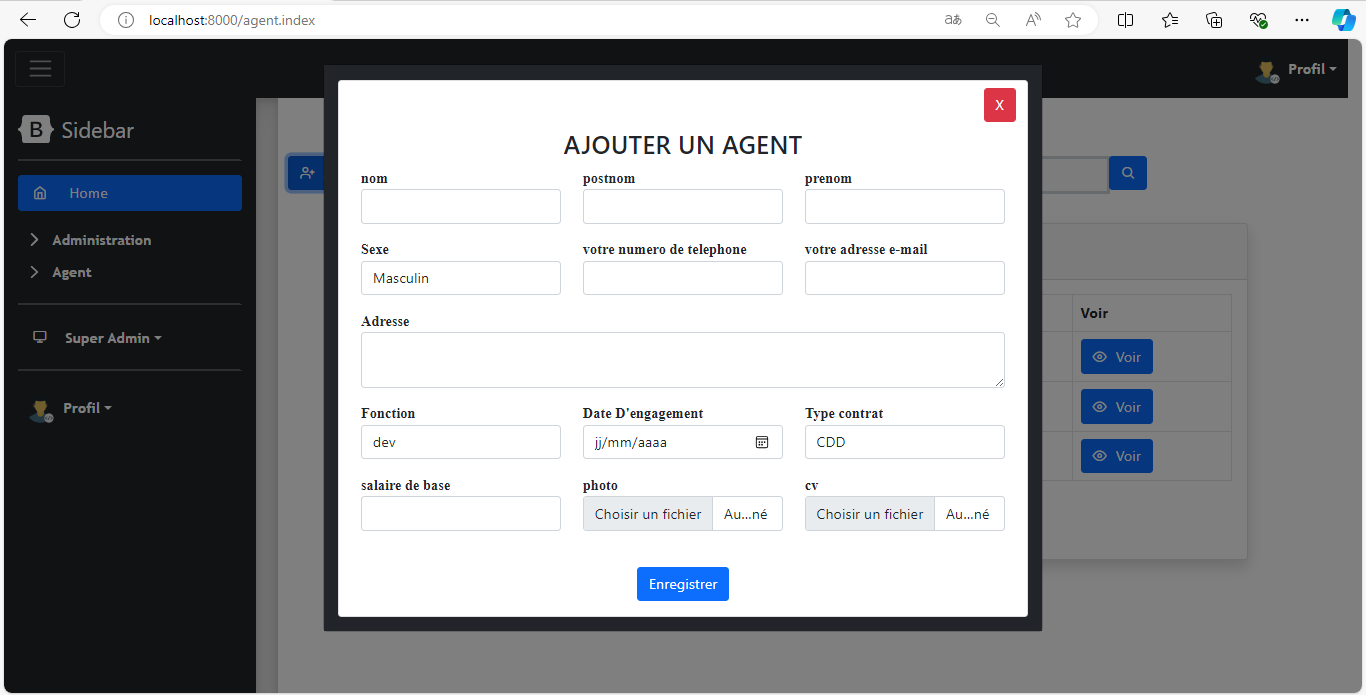 localhost:8000/agent.index
Profil
B Sidebar
Home
Administration
Agent
Super Admin
Profil
X
AJOUTER UN AGENT
nom postnom prenom
Sexe votre numero de telephone votre adresse e-mail
Masculin
Adresse
Fonction Date D'engagement Type contrat
dev jj/mm/aaaa CDD
salaire de base photo cv
Choisir un fichier Au...né Choisir un fichier Au...né
Enregistrer
Voir
Voir
Voir
Voir